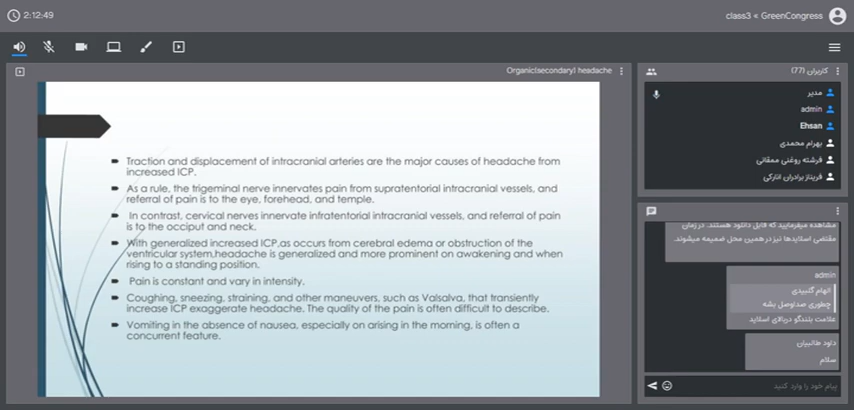 2:12:49
class3 « GreenCongress
Organic(secondary) headache
Traction and displacement of intracranial arteries are the major causes of headache from
increased ICP.
As a rule, the trigeminal nerve innervates pain from supratentorial intracranial vessels, and
referral of pain is to the eye, forehead, and temple.
In contrast, cervical nerves innervate infratentorial intracranial vessels, and referral of pain
is to the occiput and neck.
With generalized increased ICP,as occurs from cerebral edema or obstruction of the
ventricular system,headache is generalized and more prominent on awakening and when
rising to a standing position.
Pain is constant and vary in intensity.
Coughing, sneezing, straining, and other maneuvers, such as Valsalva, that transiently
increase ICP exaggerate headache. The quality of the pain is often difficult to describe.
Vomiting in the absence of nausea, especially on arising in the morning, is often a
concurrent feature.
کاربران (77)
مدیر
admin
Ehsan
بهرام محمدی
فرشته روغنی ممقانی
فریناز برادران انارکی
مشاهده میفرمایید که قابل دانلود هستند. در زمان
مقتضی اسلایدها نیز در همین محل ضمیمه میشوند.
admin
الهام گلبیدی
چطوری صداوصل بشه
علامت بلندگو دربالای اسلاید
داود طالبیان
سلام
پیام خود را وارد کنید